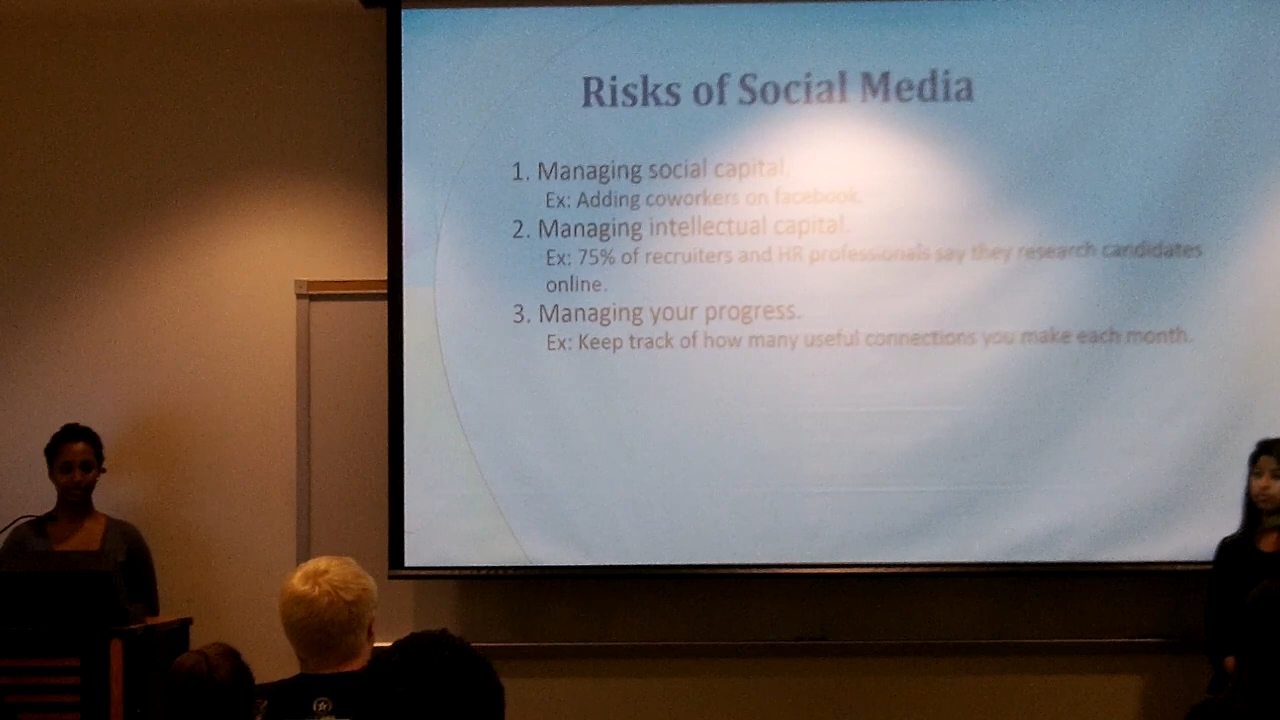 Risks of Social Media
1. Managing social capital.
Ex: Adding coworkers on facebook.
2. Managing intellectual capital.
Ex: 75% of recruiters and HR professionals say they research candidates
online.
3. Managing your progress.
Ex: Keep track of how many useful connections you make each month.